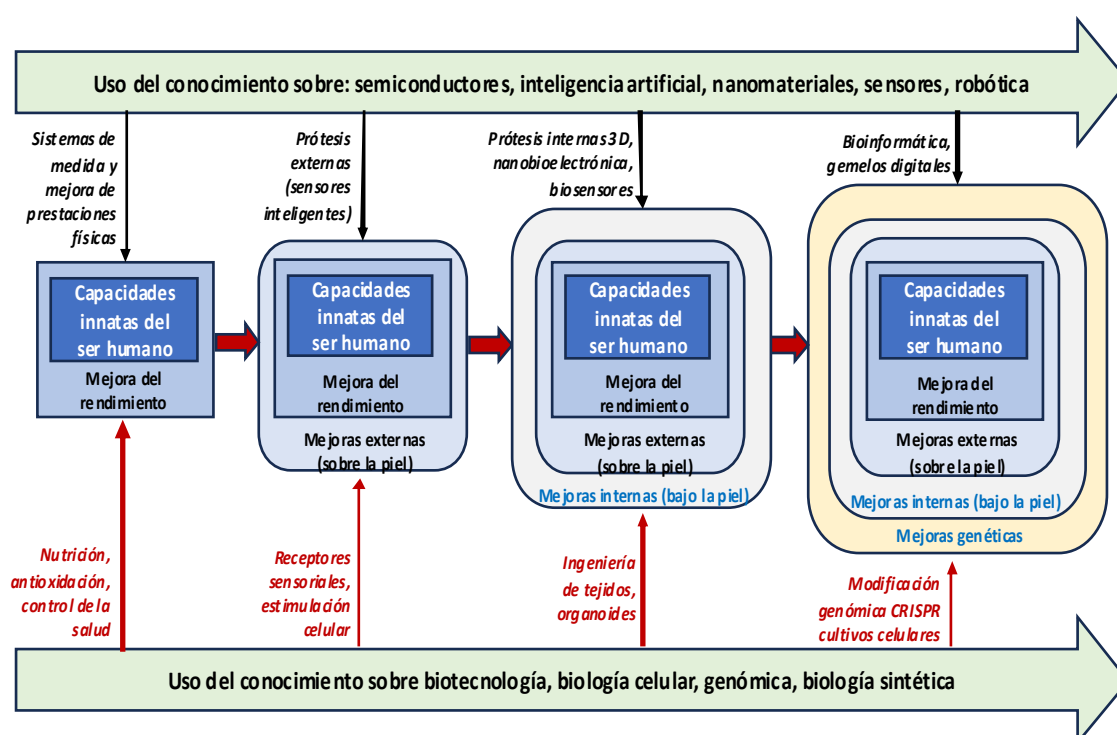 Uso del conocimiento sobre: semiconductores, inteligencia artificial, nanomateriales, sensores, robótica
Sistemas de
medida y
mejora de
prestaciones
físicas
Prótesis
externas
(sensores
inteligentes)
Prótesis internas 3D,
nanobioelectrónica,
biosensores
Bioinformática,
gemelos digitales
Capacidades
innatas del
ser humano
Mejora del
rendimiento
Capacidades
innatas del
ser humano
Mejora del
rendimiento
Mejoras externas
(sobre la piel)
Capacidades
innatas del
ser humano
Mejora del
rendimiento
Mejoras externas
(sobre la piel)
Mejoras internas (bajo la piel)
Capacidades
innatas del
ser humano
Mejora del
rendimiento
Mejoras externas
(sobre la piel)
Mejoras internas (bajo la piel)
Mejoras genéticas
Nutrición,
antioxidación,
control de la
salud
Receptores
sensoriales,
estimulación
celular
Ingeniería
de tejidos,
organoides
Modificación
genómica CRISPR
cultivos celulares
Uso del conocimiento sobre biotecnología, biología celular, genómica, biología sintética